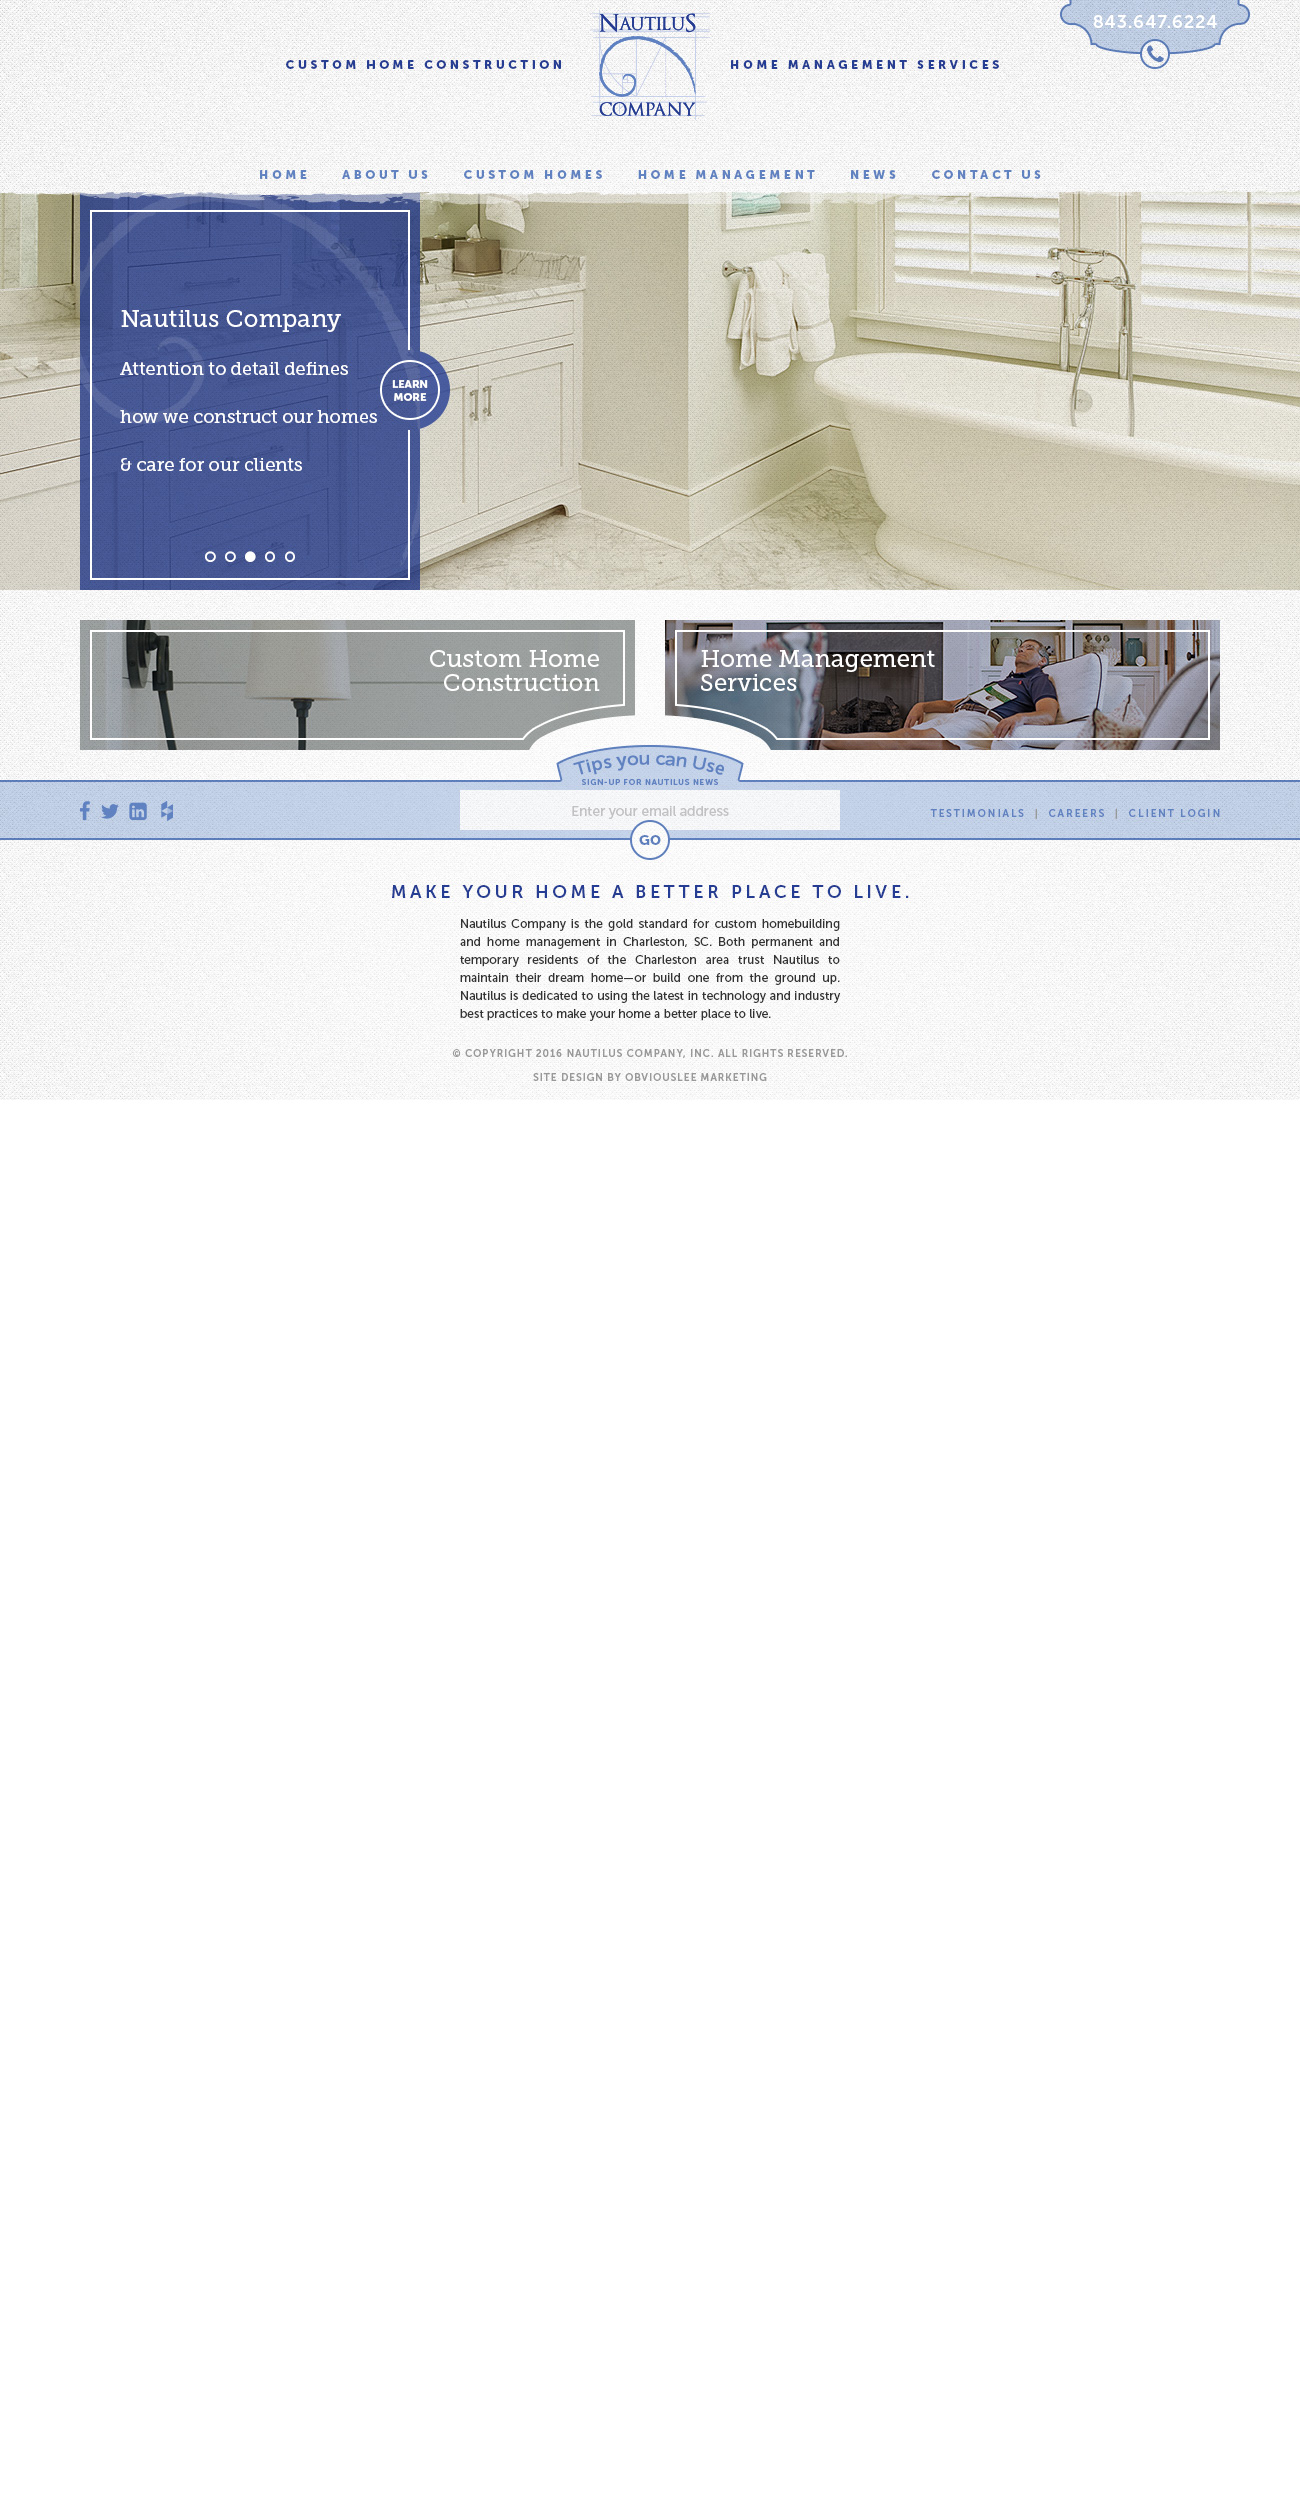 NAUTILUS
COMPANY
843.647.6224
CUSTOM HOME CONSTRUCTION
HOME MANAGEMENT SERVICES
HOME ABOUT US CUSTOM HOMES HOME MANAGEMENT NEWS CONTACT US
Nautilus Company
Attention to detail defines
how we construct our homes
& care for our clients
LEARN
MORE
Custom Home
Construction
Home Management
Services
Tips you can Use
SIGN-UP FOR NAUTILUS NEWS
Enter your email address
GO
TESTIMONIALS | CAREERS | CLIENT LOGIN
MAKE YOUR HOME A BETTER PLACE TO LIVE.
Nautilus Company is the gold standard for custom homebuilding
and home management in Charleston, SC. Both permanent and
temporary residents of the Charleston area trust Nautilus to
maintain their dream home—or build one from the ground up.
Nautilus is dedicated to using the latest in technology and industry
best practices to make your home a better place to live.
© COPYRIGHT 2016 NAUTILUS COMPANY, INC. ALL RIGHTS RESERVED.
SITE DESIGN BY OBVIOUSLEE MARKETING